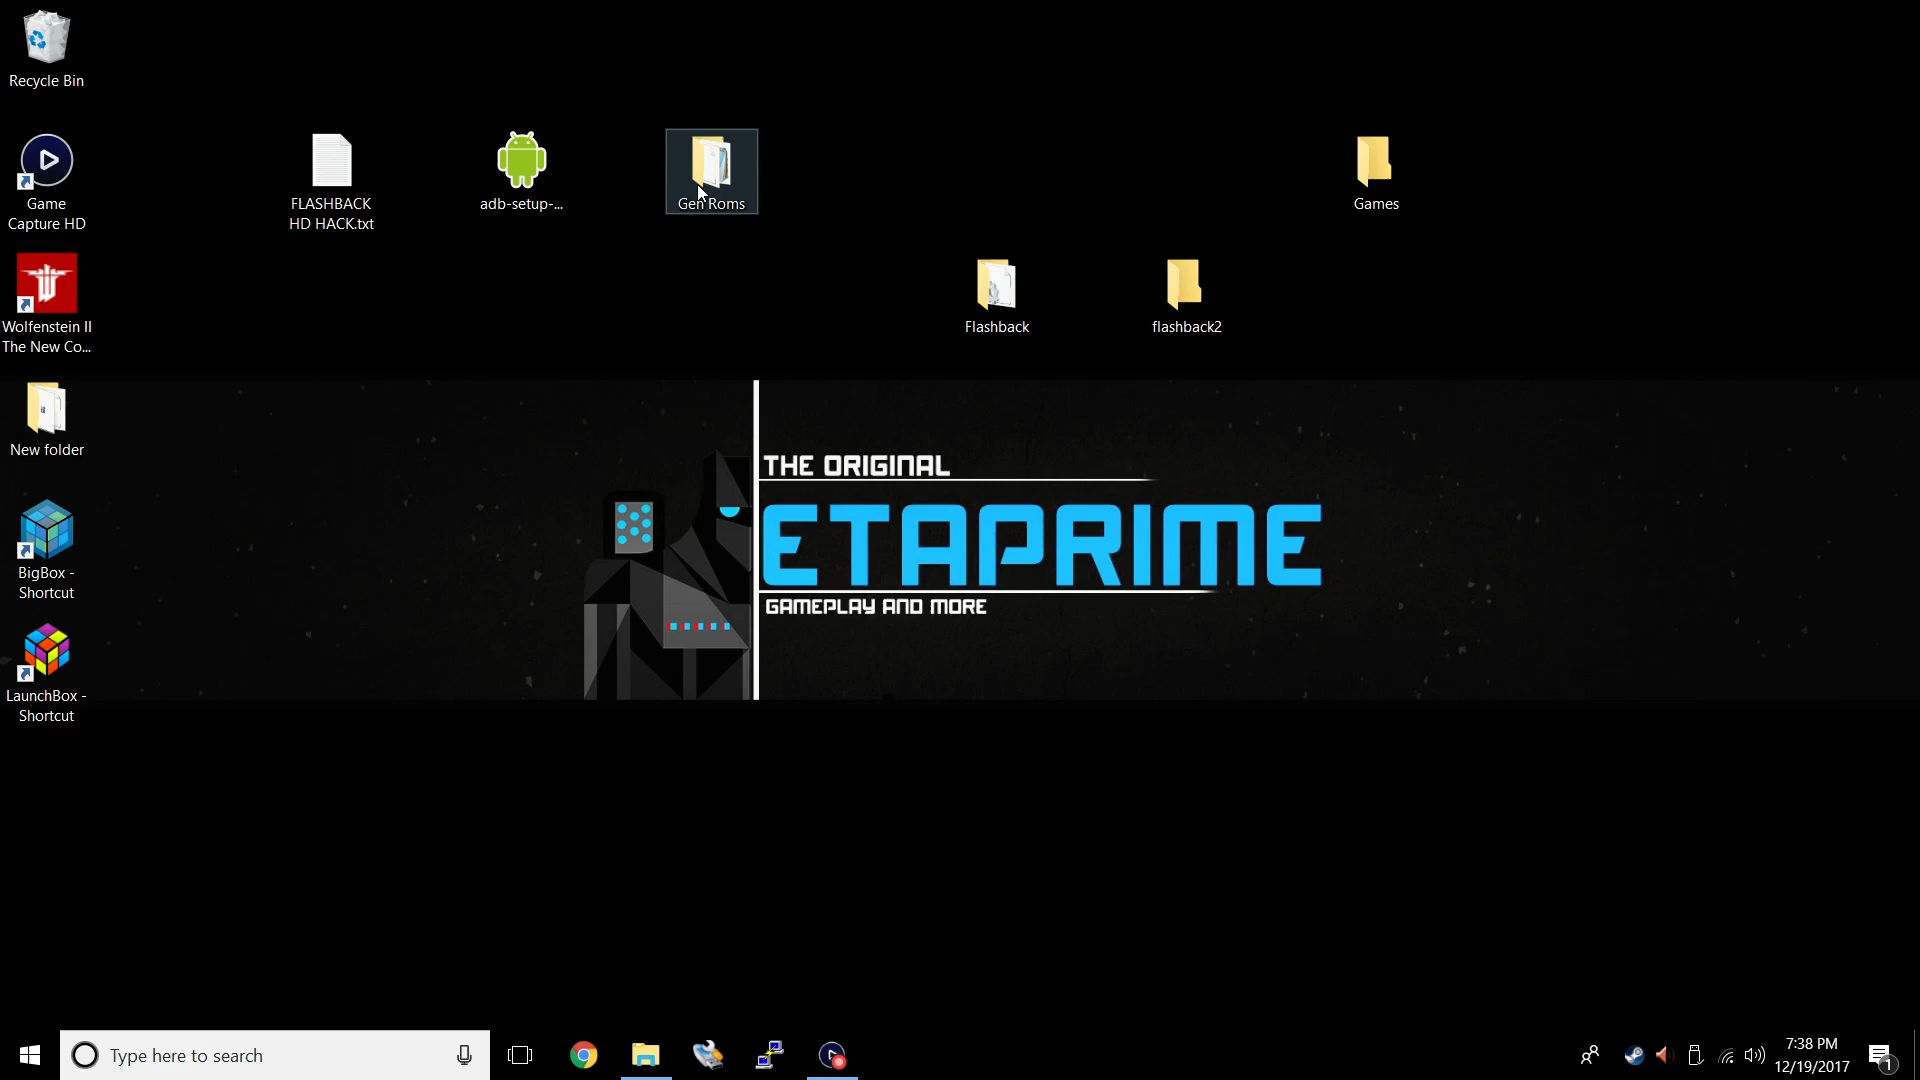 Recycle Bin
Game
Capture HD
FLASHBACK
HD HACK.txt
adb-setup-...
Gen Roms
Games
Wolfenstein II
The New Co...
Flashback
flashback2
New folder
THE ORIGINAL
ETAPRIME
GAMEPLAY AND MORE
BigBox -
Shortcut
LaunchBox -
Shortcut
Type here to search
7:38 PM
12/19/2017
1